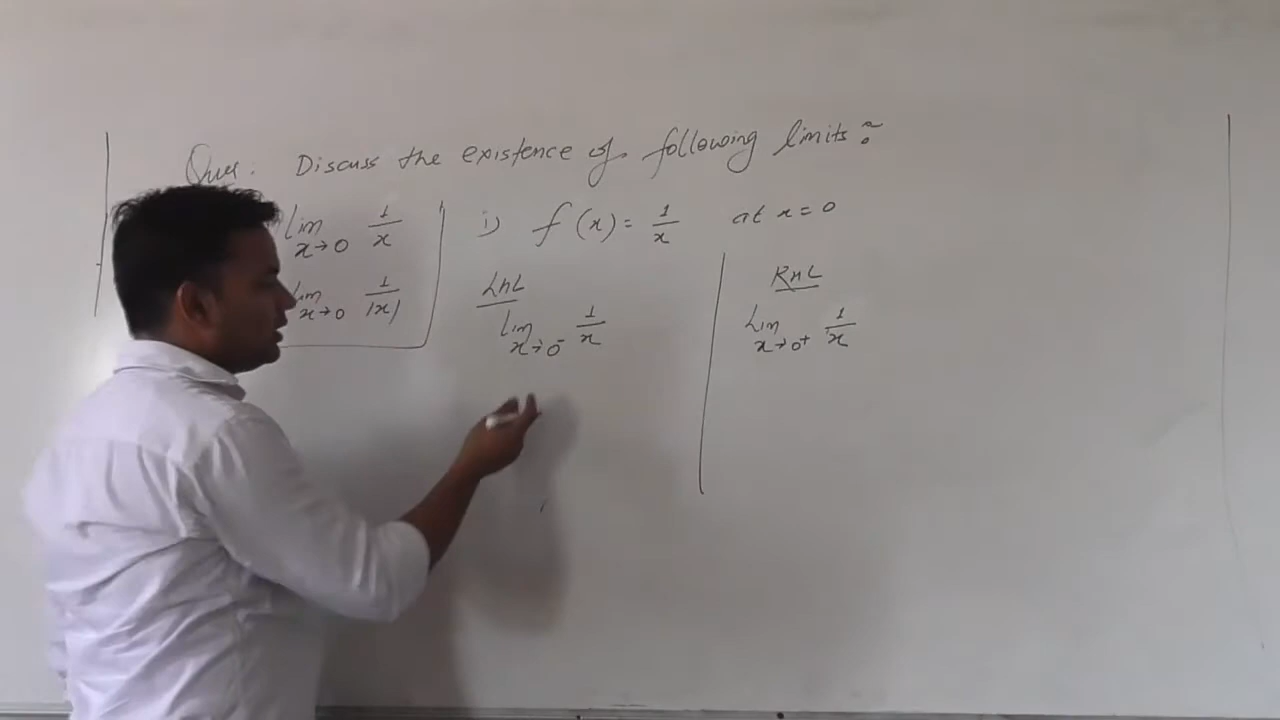 Ques: Discuss the existence of following limits:
lim x→0 1/x
lim x→0 1/|x|
i) f(x) = 1/x at x = 0
LHL
lim x→0⁻ 1/x
RHL
Lim x→0⁺ 1/x